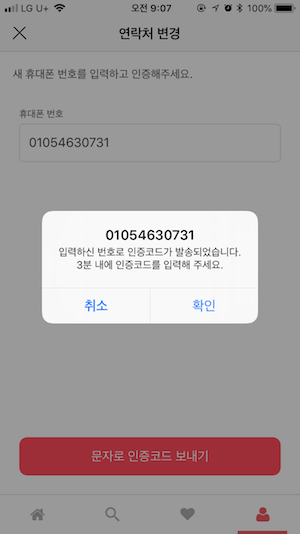 LG U+ 오전 9:07 100%
연락처 변경
새 휴대폰 번호를 입력하고 인증해주세요.
휴대폰 번호
01054630731
01054630731
입력하신 번호로 인증코드가 발송되었습니다.
3분 내에 인증코드를 입력해 주세요.
취소 확인
문자로 인증코드 보내기